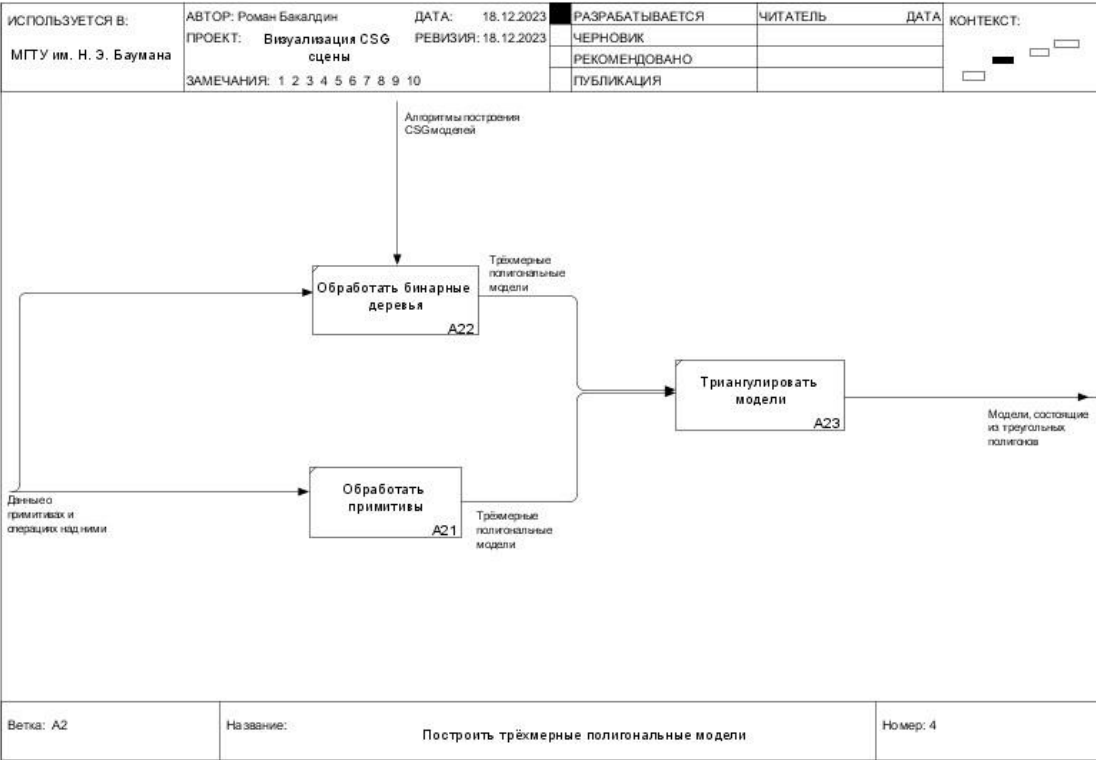 ИСПОЛЬЗУЕТСЯ В:
МГТУ им. Н. Э. Баумана
АВТОР: Роман Бакалдин
ДАТА: 18.12.2023
ПРОЕКТ: Визуализация CSG
сцены
РЕВИЗИЯ: 18.12.2023
ЗАМЕЧАНИЯ: 1 2 3 4 5 6 7 8 9 10
РАЗРАБАТЫВАЕТСЯ
ЧЕРНОВИК
РЕКОМЕНДОВАНО
ПУБЛИКАЦИЯ
ЧИТАТЕЛЬ
ДАТА
КОНТЕКСТ:
Алгоритмы построения
CSG моделей
Обработать бинарные
деревья
A22
Трёхмерные
полигональные
модели
Триангулировать
модели
A23
Модели, состоящие
из треугольных
полигонов
Данные о
примитивах и
операциях над ними
Обработать
примитивы
A21
Трёхмерные
полигональные
модели
Ветка: A2
Название:
Построить трёхмерные полигональные модели
Номер: 4